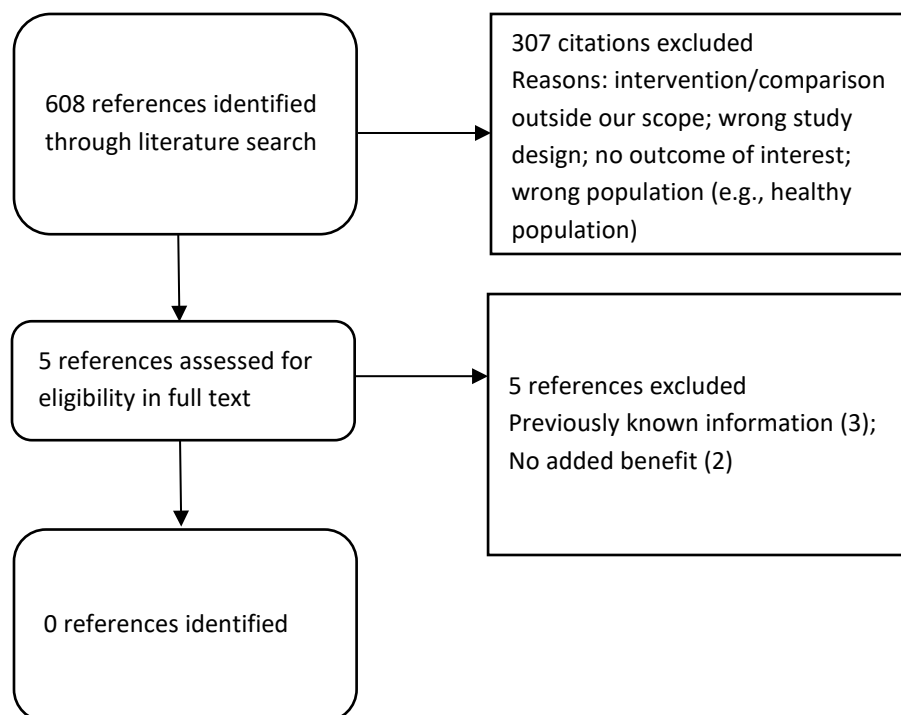 608 references identified
through literature search
307 citations excluded
Reasons: intervention/comparison
outside our scope; wrong study
design; no outcome of interest;
wrong population (e.g., healthy
population)
5 references assessed for
eligibility in full text
5 references excluded
Previously known information (3);
No added benefit (2)
0 references identified